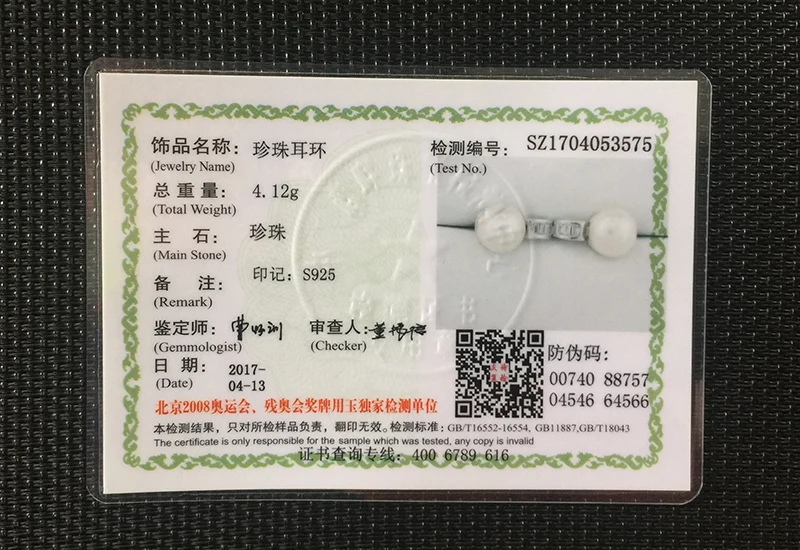 饰品名称: 珍珠耳环
(Jewelry Name)
检测编号: SZ1704053575
(Test No.)
总重量: 4.12g
(Total Weight)
主石: 珍珠
(Main Stone)
备注: 印记: S925
(Remark)
鉴定师:
(Gemmologist)
审查人:
(Checker)
日期: 2017-
(Date) 04-13
防伪码:
00740 88757
04546 64566
北京2008奥运会、残奥会奖牌用玉独家检测单位
本检测结果,只对所检样品负责,翻印无效。检测标准: GB/T16552-16554, GB11887,GB/T18043
The certificate is only responsible for the sample which was tested, any copy is invalid
证书查询专线: 400 6789 616